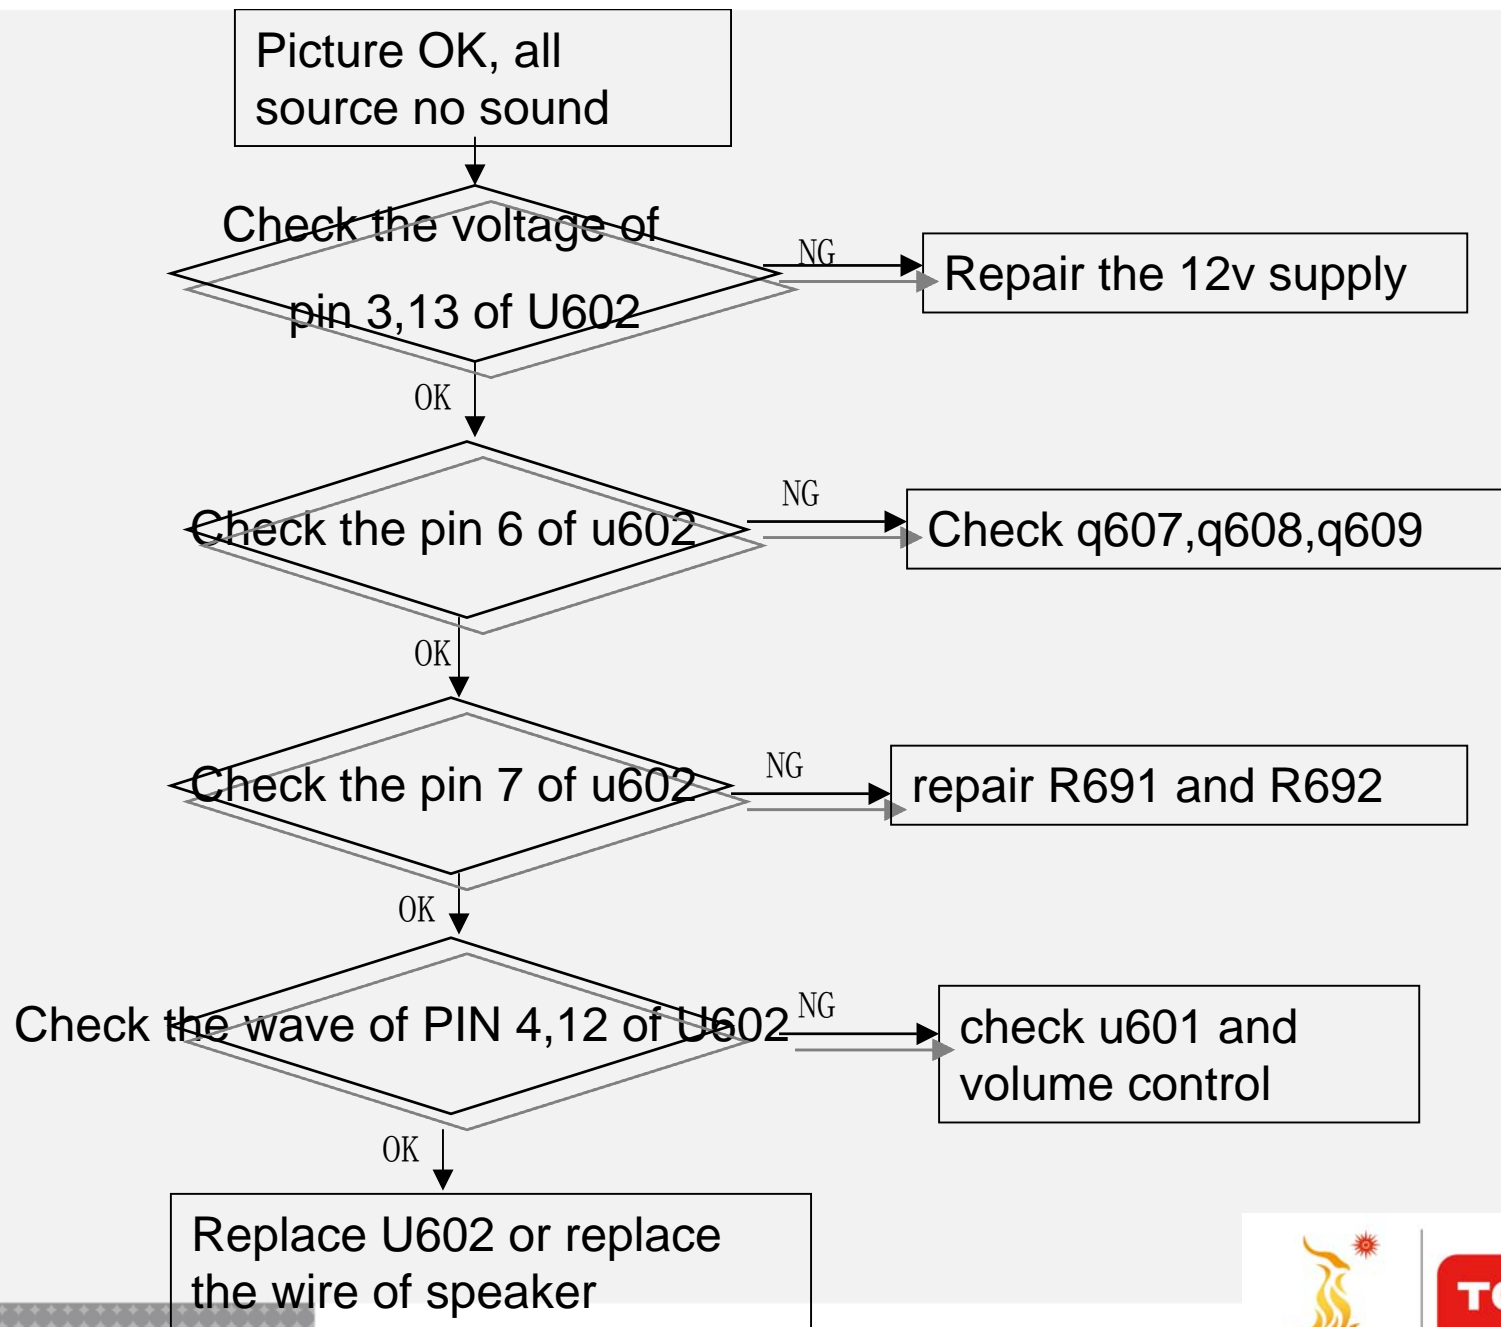 Picture OK, all
source no sound
Check the voltage of
pin 3,13 of U602
NG
Repair the 12v supply
OK
Check the pin 6 of u602
NG
Check q607,q608,q609
OK
Check the pin 7 of u602
NG
repair R691 and R692
OK
Check the wave of PIN 4,12 of U602
NG
check u601 and
volume control
OK
Replace U602 or replace
the wire of speaker